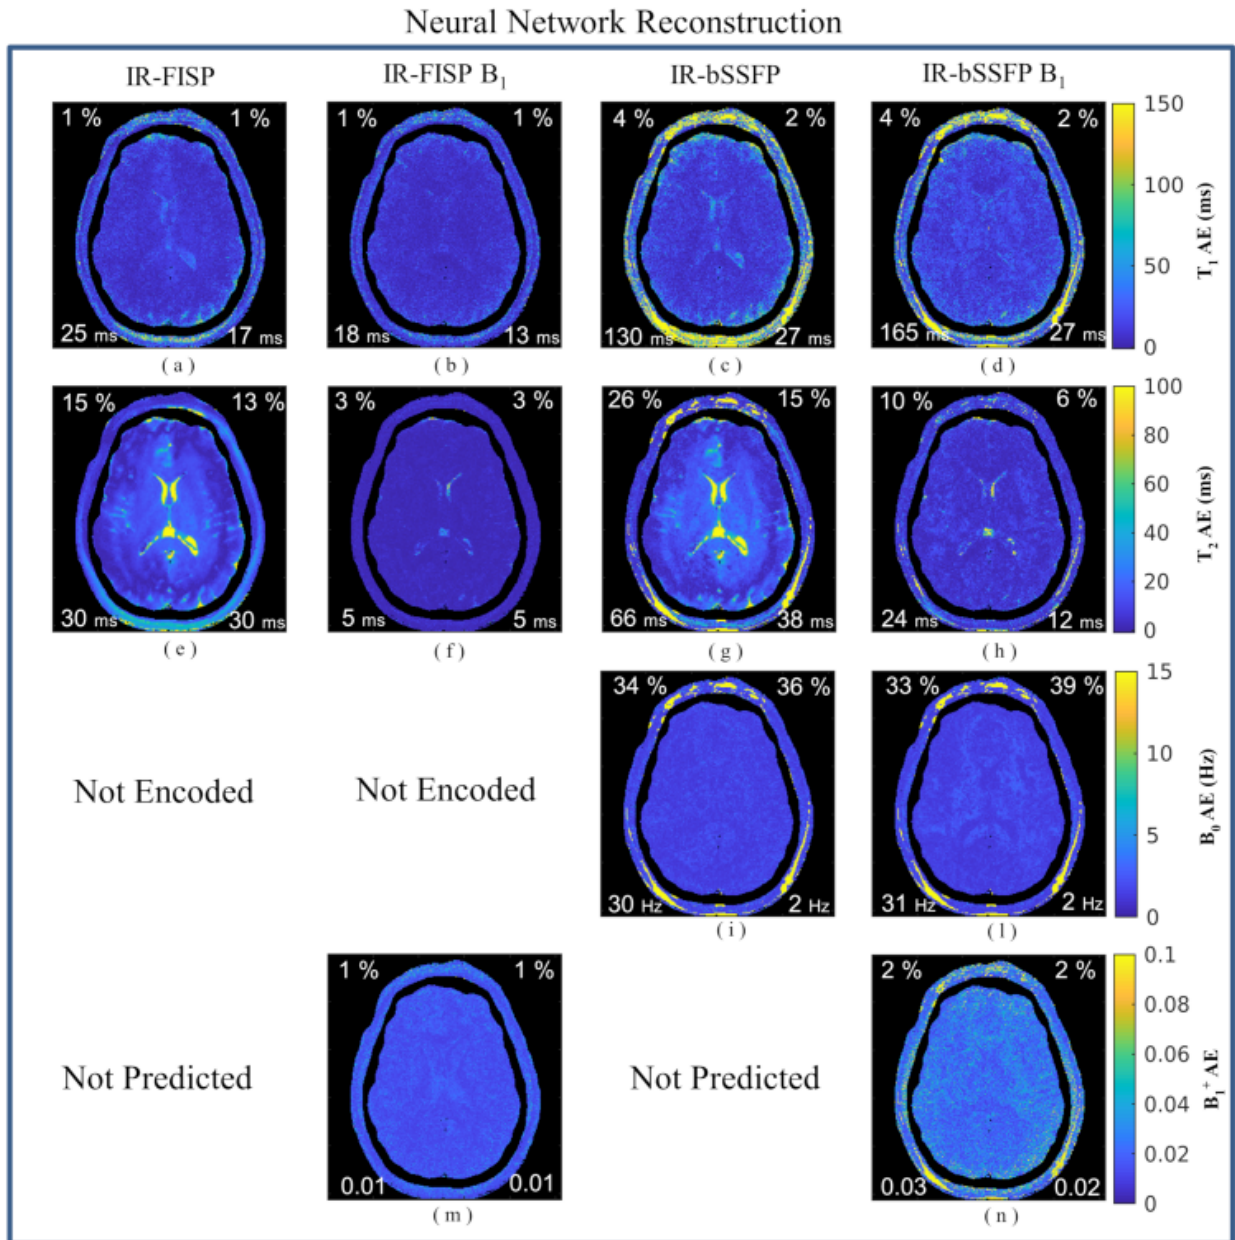 Neural Network Reconstruction
IR-FISP IR-FISP B1 IR-bSSFP IR-bSSFP B1
1 % 1 % 1 % 1 % 4 % 2 % 4 % 2 %
25 ms 17 ms 18 ms 13 ms 130 ms 27 ms 165 ms 27 ms
150
100
50
0
T1 AE (ms)
( a ) ( b ) ( c ) ( d )
15 % 13 % 3 % 3 % 26 % 15 % 10 % 6 %
30 ms 30 ms 5 ms 5 ms 66 ms 38 ms 24 ms 12 ms
100
80
60
40
20
0
T2 AE (ms)
( e ) ( f ) ( g ) ( h )
34 % 36 % 33 % 39 %
Not Encoded Not Encoded
30 Hz 2 Hz 31 Hz 2 Hz
15
10
5
0
B0 AE (Hz)
( i ) ( l )
1 % 1 % 2 % 2 %
Not Predicted Not Predicted
0.01 0.01 0.03 0.02
0.1
0.08
0.06
0.04
0.02
0
B1+ AE
( m ) ( n )